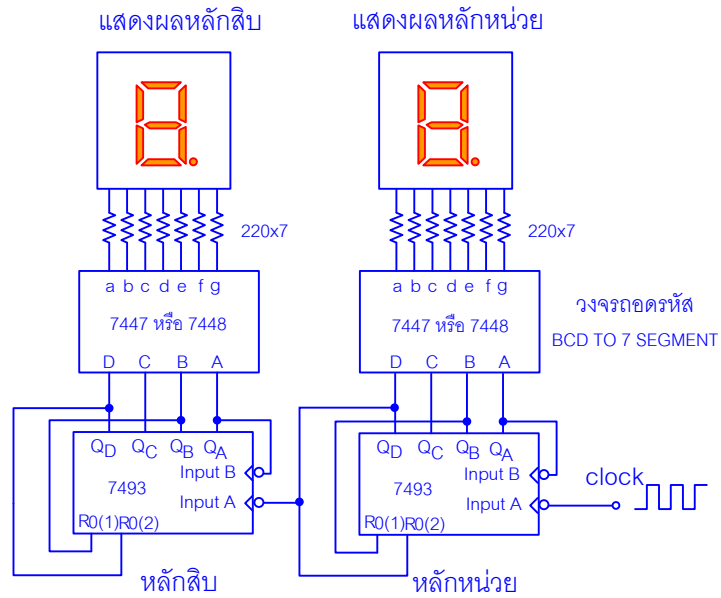 แสดงผลหลักสิบ แสดงผลหลักหน่วย
220x7 220x7
a b c d e f g a b c d e f g
7447 หรือ 7448 7447 หรือ 7448
วงจรถอดรหัส
BCD TO 7 SEGMENT
D C B A D C B A
QD QC QB QA QD QC QB QA
Input B Input B
7493 7493
Input A Input A
clock
R0(1) R0(2) R0(1) R0(2)
หลักสิบ หลักหน่วย